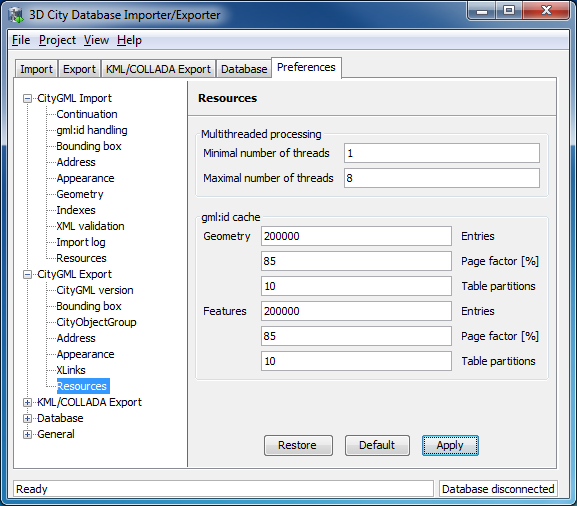 3D City Database Importer/Exporter
File Project View Help
Import Export KML/COLLADA Export Database Preferences
CityGML Import
Continuation
gml:id handling
Bounding box
Address
Appearance
Geometry
Indexes
XML validation
Import log
Resources
CityGML Export
CityGML version
Bounding box
CityObjectGroup
Address
Appearance
XLinks
Resources
KML/COLLADA Export
Database
General
Resources
Multithreaded processing
Minimal number of threads 1
Maximal number of threads 8
gml:id cache
Geometry 200000 Entries
85 Page factor [%]
10 Table partitions
Features 200000 Entries
85 Page factor [%]
10 Table partitions
Restore Default Apply
Ready Database disconnected